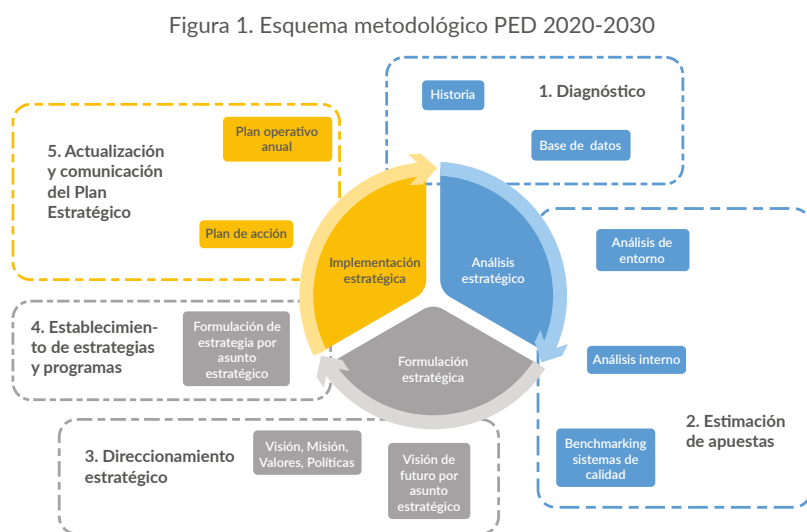 Figura 1. Esquema metodológico PED 2020-2030
1. Diagnóstico
Historia
Base de datos
Análisis
estratégico
Análisis de
entorno
Análisis interno
Benchmarking
sistemas de
calidad
2. Estimación
de apuestas
Formulación
estratégica
3. Direccionamiento
estratégico
Visión, Misión,
Valores, Políticas
Visión de
futuro por
asunto
estratégico
4. Establecimien-
to de estrategias
y programas
Formulación de
estrategia por
asunto
estratégico
Implementación
estratégica
5. Actualización
y comunicación
del Plan
Estratégico
Plan operativo
anual
Plan de acción